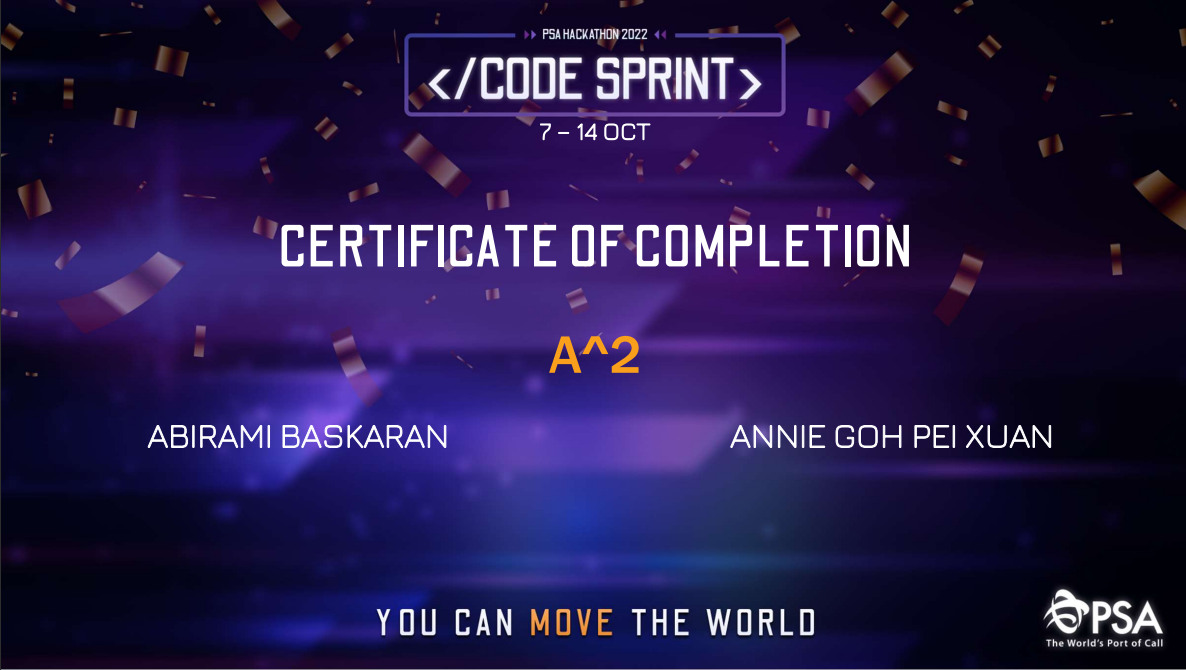 PSA HACKATHON 2022
</CODE SPRINT>
7 – 14 OCT
CERTIFICATE OF COMPLETION
A^2
ABIRAMI BASKARAN
ANNIE GOH PEI XUAN
YOU CAN MOVE THE WORLD
PSA
The World's Port of Call